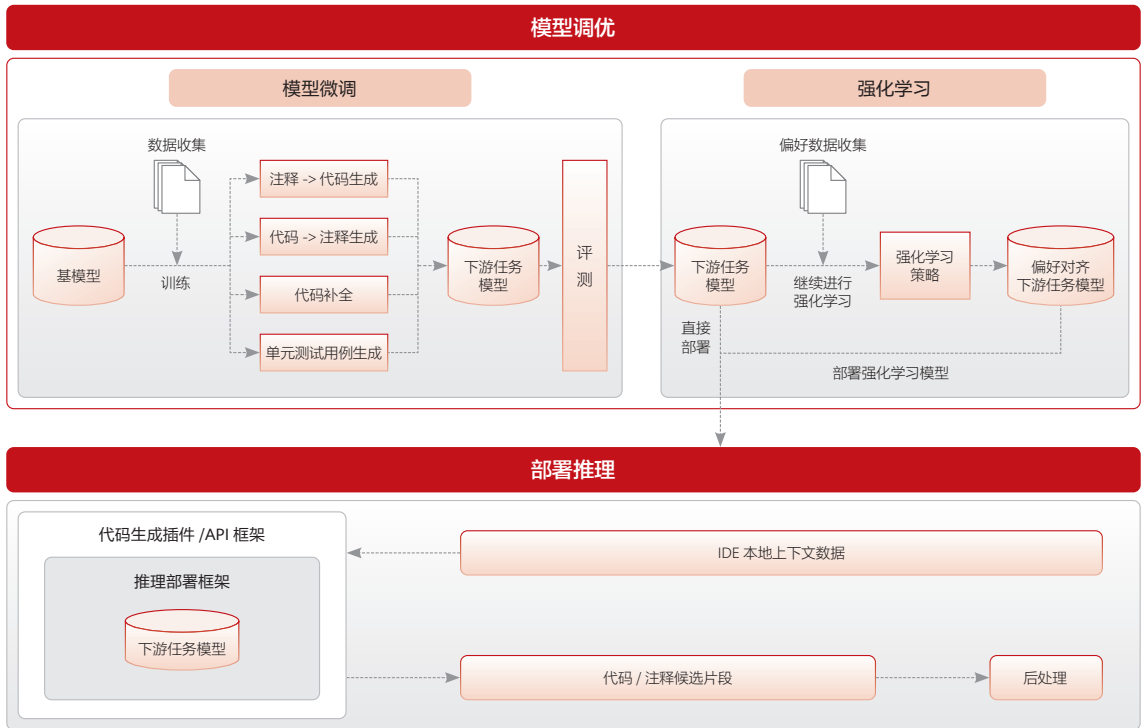 模型调优
模型微调
强化学习
数据收集
偏好数据收集
注释 -> 代码生成
代码 -> 注释生成
代码补全
单元测试用例生成
基模型
训练
下游任务
模型
评
测
下游任务
模型
继续进行
强化学习
强化学习
策略
偏好对齐
下游任务模型
直接
部署
部署强化学习模型
部署推理
代码生成插件 /API 框架
推理部署框架
下游任务模型
IDE 本地上下文数据
代码 / 注释候选片段
后处理